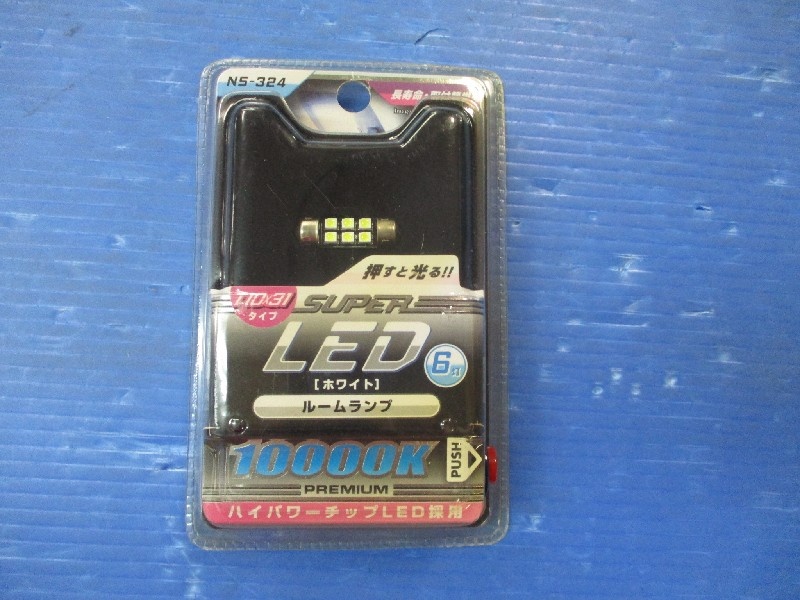 NS-324
長寿命・
押すと光る!!
T10×31
タイプ
SUPER
LED
6灯
[ホワイト]
ルームランプ
10000K
PUSH
PREMIUM
ハイパワーチップLED採用